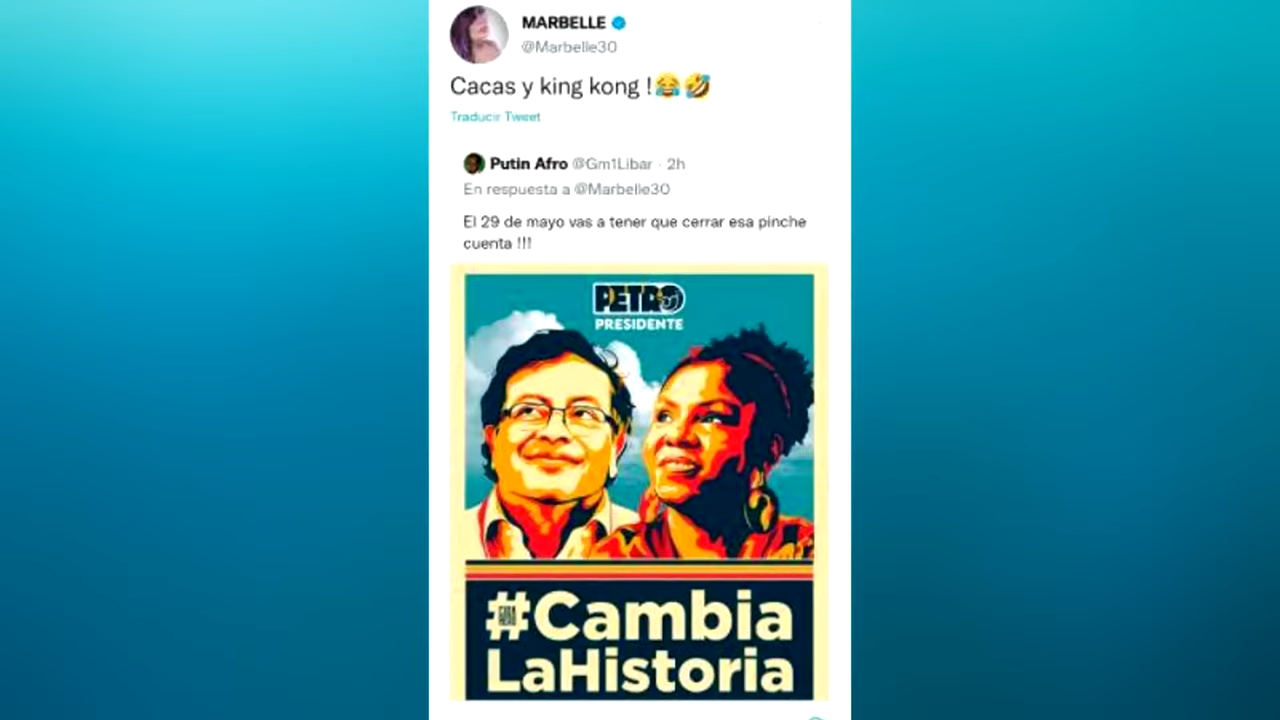 MARBELLE
@Marbelle30
Cacas y king kong !😂🤣
Traducir Tweet
Putin Afro @Gm1Libar · 2h
En respuesta a @Marbelle30
El 29 de mayo vas a tener que cerrar esa pinche
cuenta !!!
PETRO
PRESIDENTE
#Cambia
LaHistoria